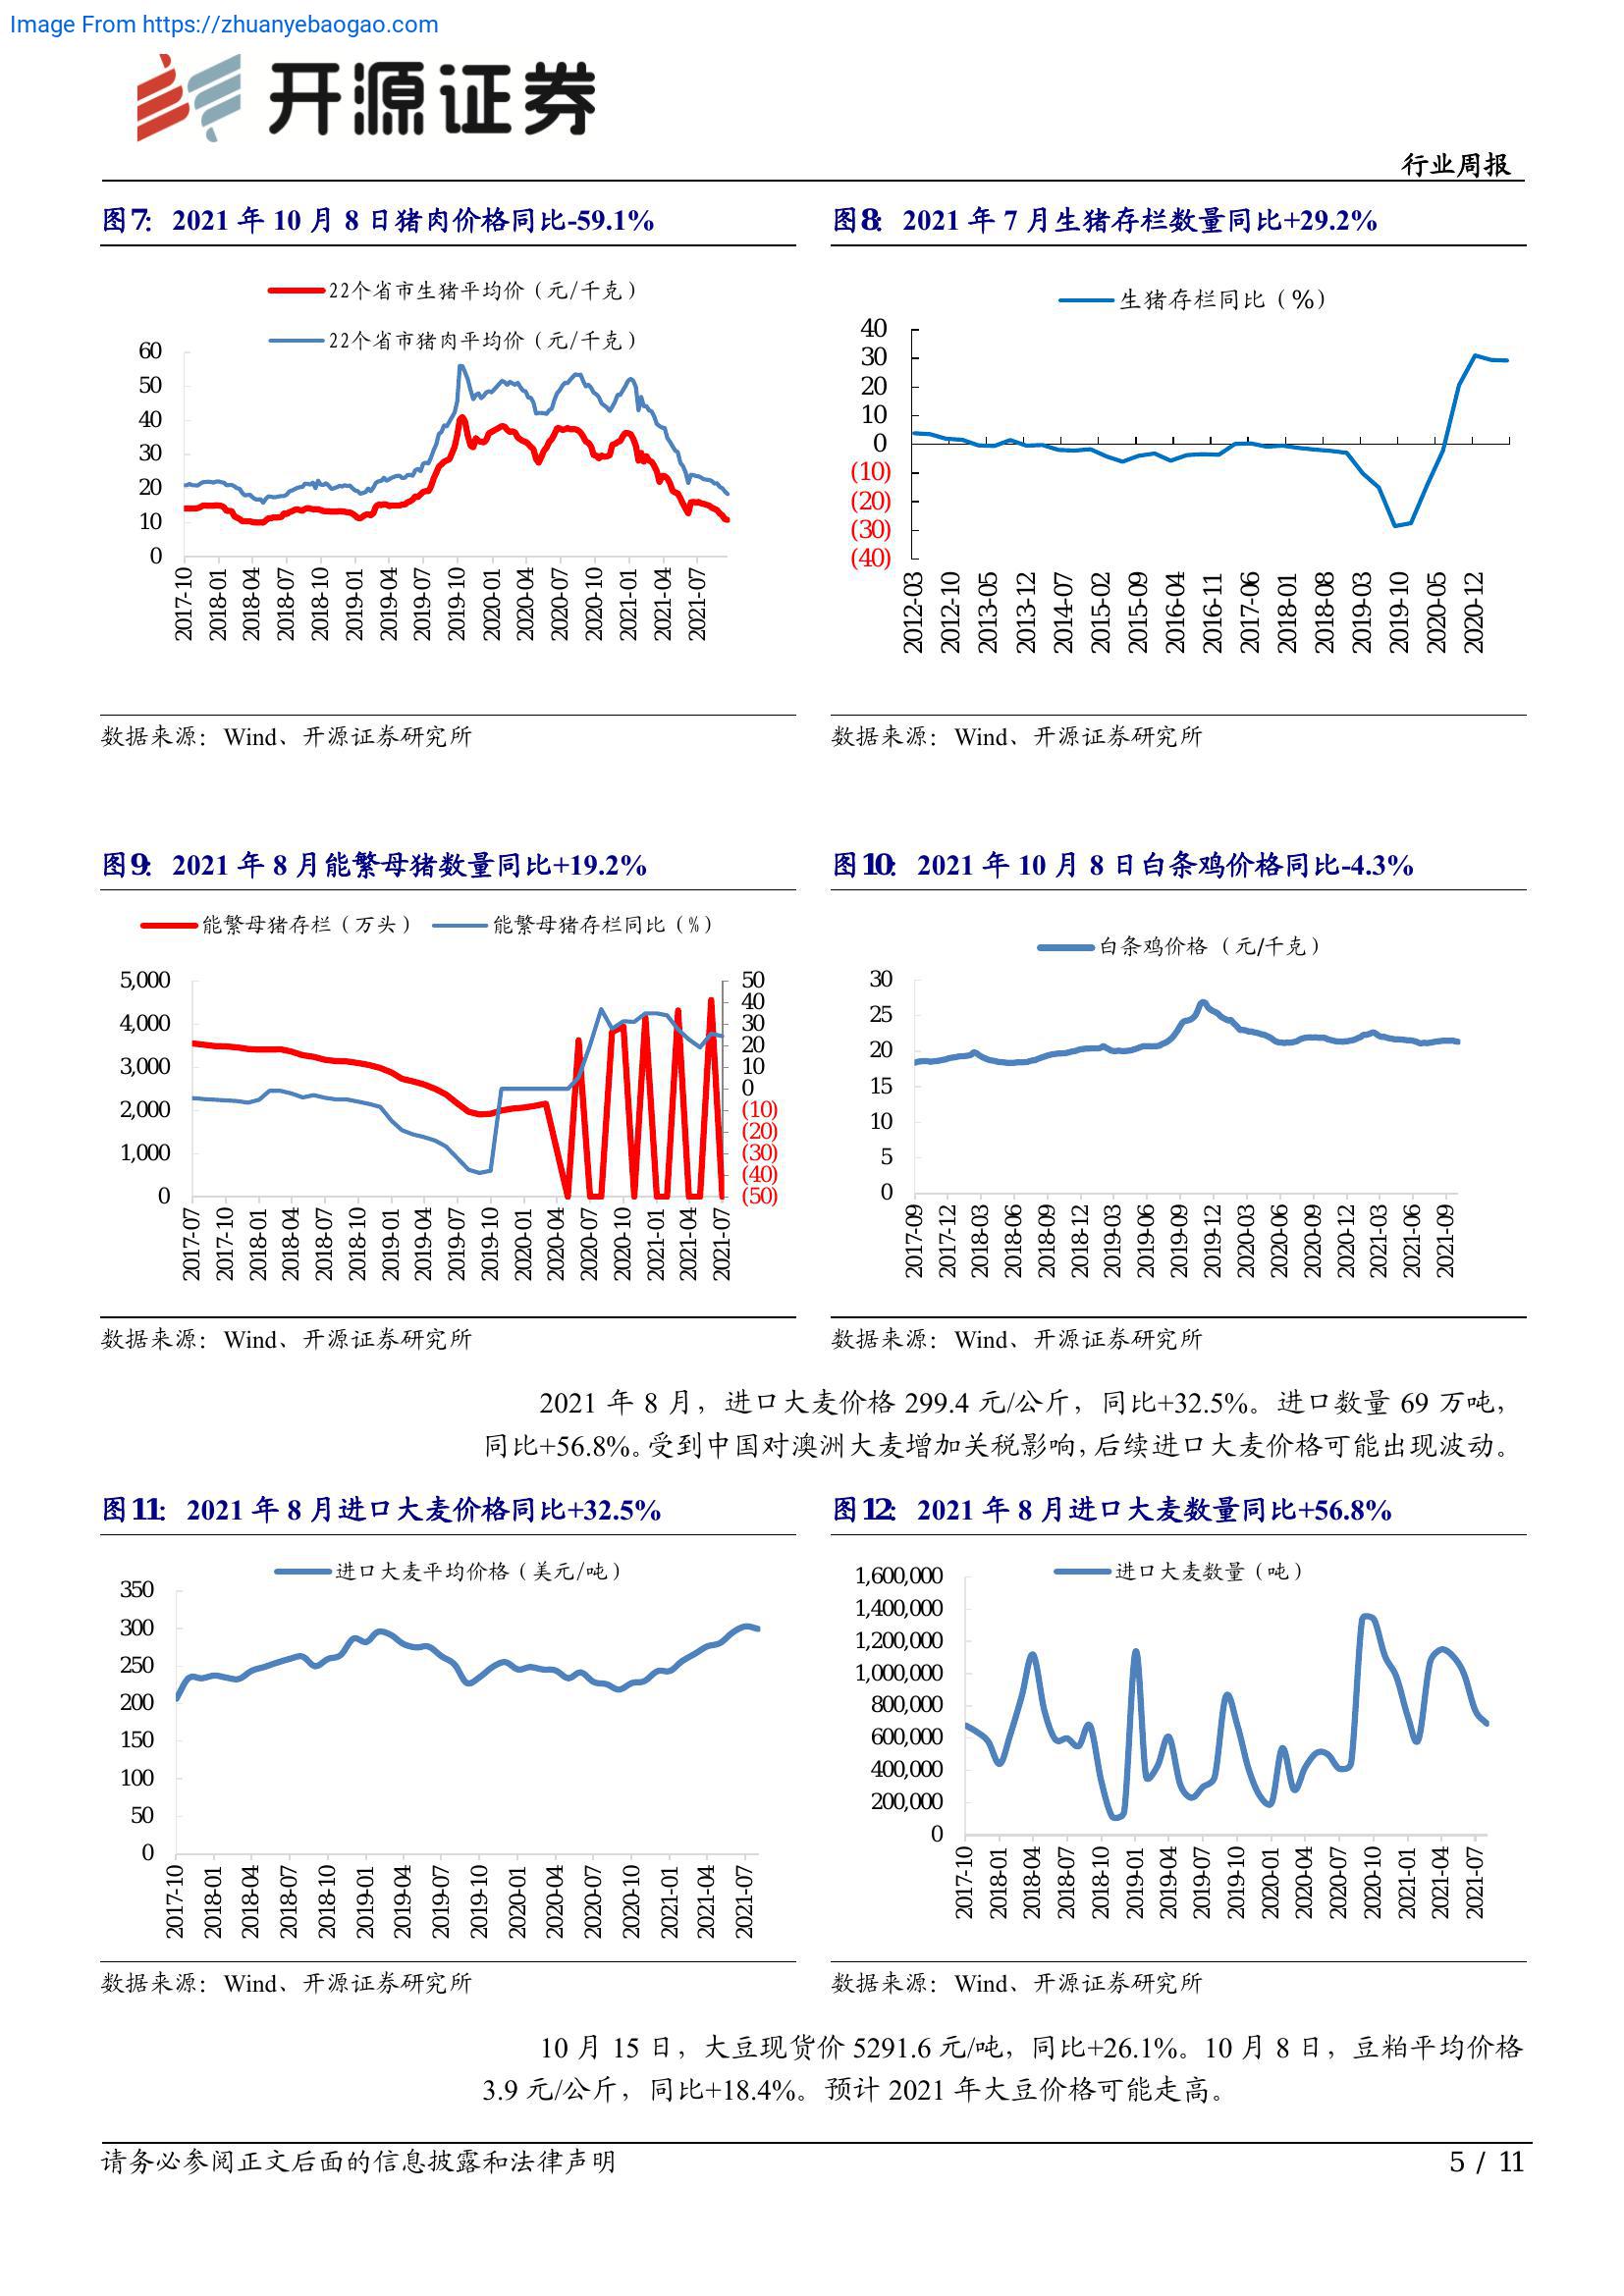 Image From https://zhuanyebaogao.com
开源证券
行业周报
图7： 2021 年 10 月 8 日猪肉价格同比-59.1%
22个省市生猪平均价（元/千克）
22个省市猪肉平均价（元/千克）
60
50
40
30
20
10
0
2017-10 2018-01 2018-04 2018-07 2018-10 2019-01 2019-04 2019-07 2019-10 2020-01 2020-04 2020-07 2020-10 2021-01 2021-04 2021-07
数据来源：Wind、开源证券研究所
图8： 2021 年 7 月生猪存栏数量同比+29.2%
生猪存栏同比（%）
40
30
20
10
0
(10)
(20)
(30)
(40)
2012-03 2012-10 2013-05 2013-12 2014-07 2015-02 2015-09 2016-04 2016-11 2017-06 2018-01 2018-08 2019-03 2019-10 2020-05 2020-12
数据来源：Wind、开源证券研究所
图9： 2021 年 8 月能繁母猪数量同比+19.2%
能繁母猪存栏（万头） 能繁母猪存栏同比（%）
5,000
4,000
3,000
2,000
1,000
0
50
40
30
20
10
0
(10)
(20)
(30)
(40)
(50)
2017-07 2017-10 2018-01 2018-04 2018-07 2018-10 2019-01 2019-04 2019-07 2019-10 2020-01 2020-04 2020-07 2020-10 2021-01 2021-04 2021-07
数据来源：Wind、开源证券研究所
图10： 2021 年 10 月 8 日白条鸡价格同比-4.3%
白条鸡价格（元/千克）
30
25
20
15
10
5
0
2017-09 2017-12 2018-03 2018-06 2018-09 2018-12 2019-03 2019-06 2019-09 2019-12 2020-03 2020-06 2020-09 2020-12 2021-03 2021-06 2021-09
数据来源：Wind、开源证券研究所
2021 年 8 月，进口大麦价格 299.4 元/公斤，同比+32.5%。进口数量 69 万吨，
同比+56.8%。受到中国对澳洲大麦增加关税影响，后续进口大麦价格可能出现波动。
图11： 2021 年 8 月进口大麦价格同比+32.5%
进口大麦平均价格（美元/吨）
350
300
250
200
150
100
50
0
2017-10 2018-01 2018-04 2018-07 2018-10 2019-01 2019-04 2019-07 2019-10 2020-01 2020-04 2020-07 2020-10 2021-01 2021-04 2021-07
数据来源：Wind、开源证券研究所
图12： 2021 年 8 月进口大麦数量同比+56.8%
进口大麦数量（吨）
1,600,000
1,400,000
1,200,000
1,000,000
800,000
600,000
400,000
200,000
0
2017-10 2018-01 2018-04 2018-07 2018-10 2019-01 2019-04 2019-07 2019-10 2020-01 2020-04 2020-07 2020-10 2021-01 2021-04 2021-07
数据来源：Wind、开源证券研究所
10 月 15 日，大豆现货价 5291.6 元/吨，同比+26.1%。10 月 8 日，豆粕平均价格
3.9 元/公斤，同比+18.4%。预计 2021 年大豆价格可能走高。
请务必参阅正文后面的信息披露和法律声明
5 / 11